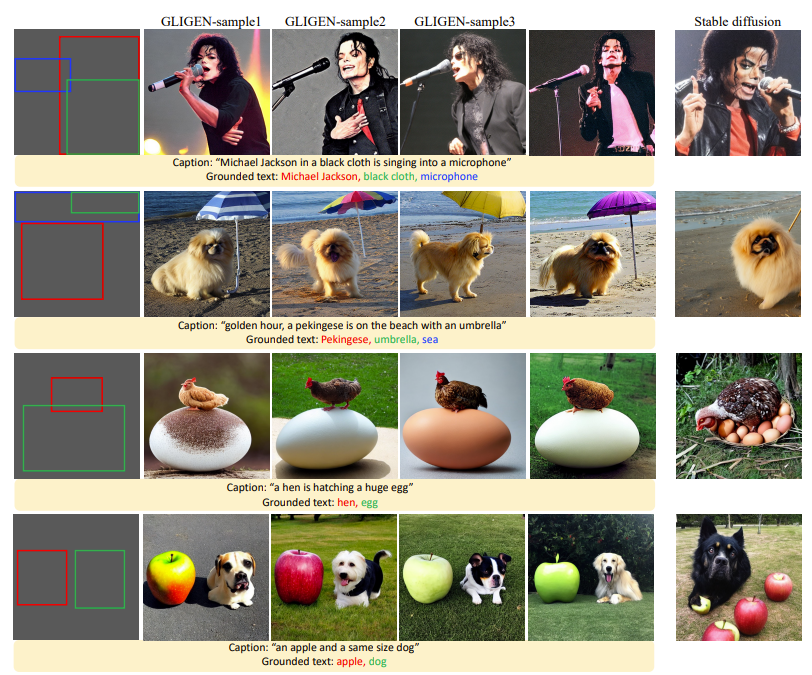 GLIGEN-sample1 GLIGEN-sample2 GLIGEN-sample3 Stable diffusion
Caption: “Michael Jackson in a black cloth is singing into a microphone”
Grounded text: Michael Jackson, black cloth, microphone
Caption: “golden hour, a pekingese is on the beach with an umbrella”
Grounded text: Pekingese, umbrella, sea
Caption: “a hen is hatching a huge egg”
Grounded text: hen, egg
Caption: “an apple and a same size dog”
Grounded text: apple, dog